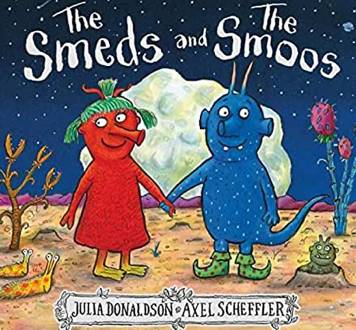 The The
Smeds and Smoos
JULIA DONALDSON AXEL SCHEFFLER